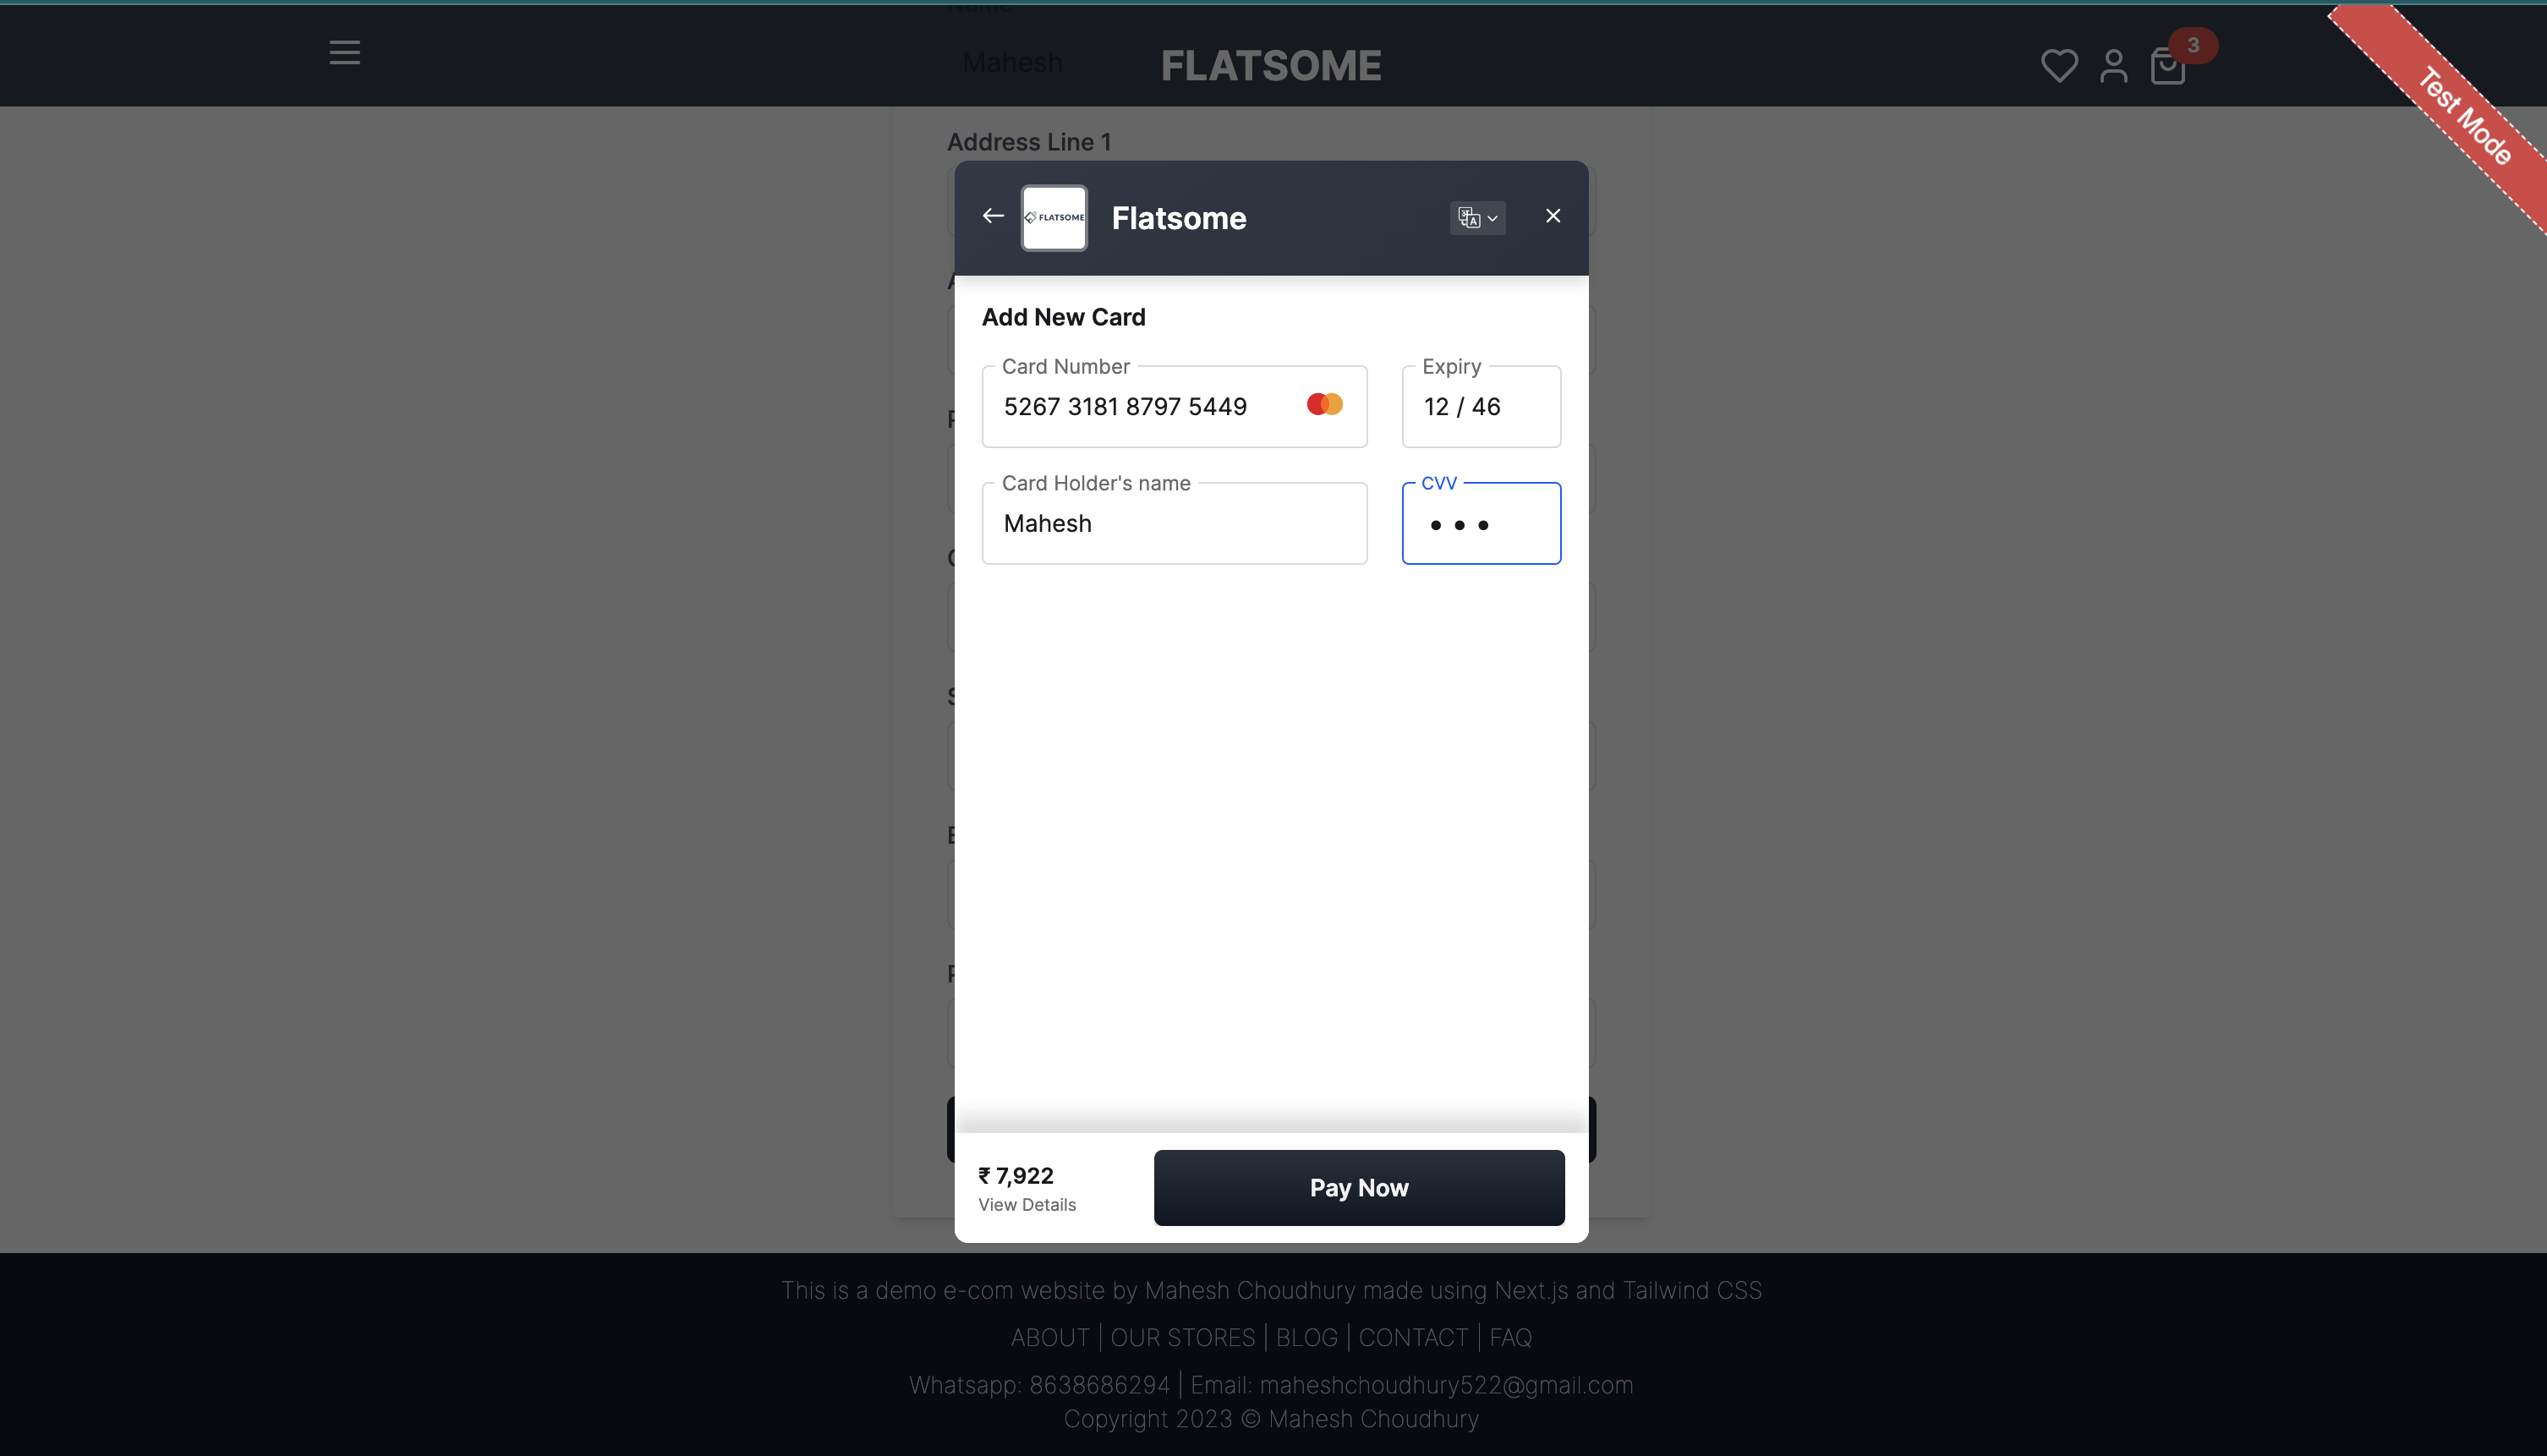 Name
Mahesh
FLATSOME
3
Test Mode
Address Line 1
FLATSOME
Flatsome
Add New Card
Card Number
5267 3181 8797 5449
Expiry
12 / 46
Card Holder's name
Mahesh
CVV
₹ 7,922
View Details
Pay Now
This is a demo e-com website by Mahesh Choudhury made using Next.js and Tailwind CSS
ABOUT | OUR STORES | BLOG | CONTACT | FAQ
Whatsapp: 8638686294 | Email: maheshchoudhury522@gmail.com
Copyright 2023 © Mahesh Choudhury